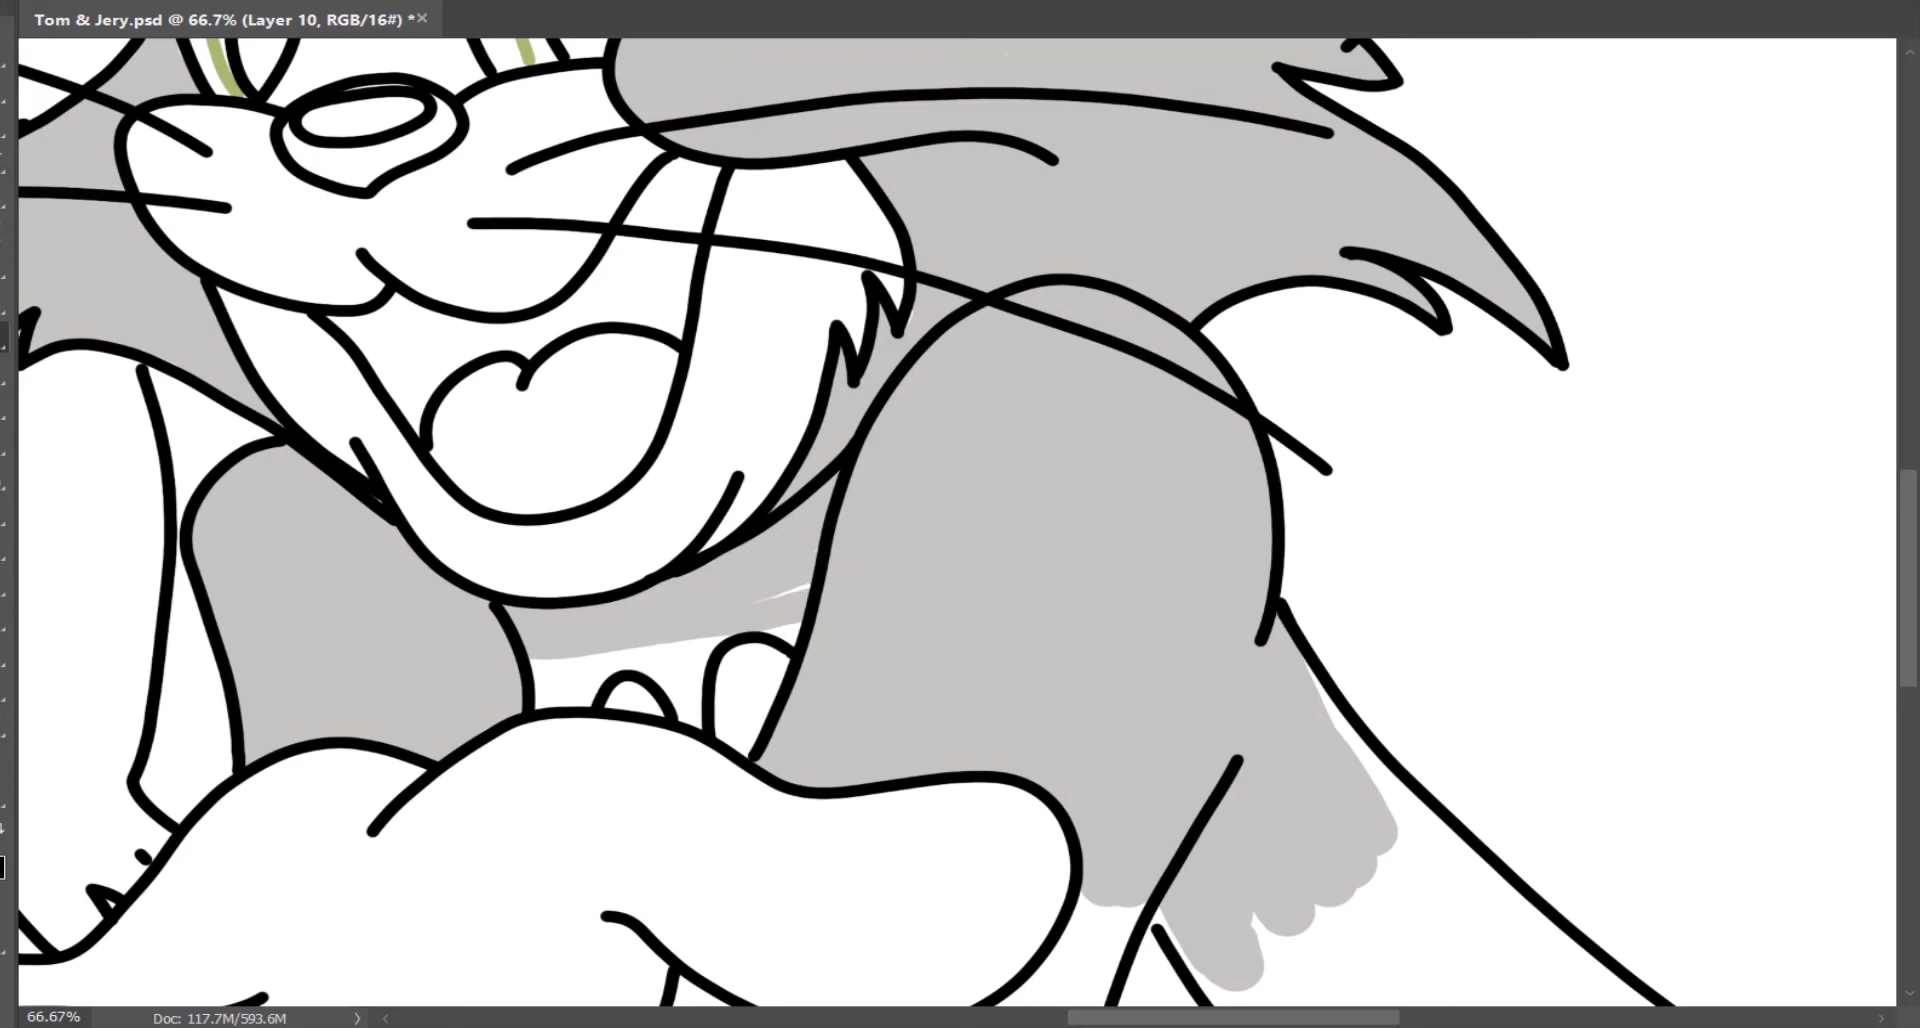 Tom & Jery.psd @ 66.7% (Layer 10, RGB/16#) *
66.67%
Doc: 117.7M/593.6M